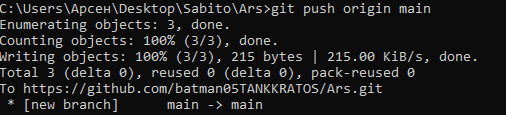 C:\Users\Арсен\Desktop\Sabito\Ars>git push origin main
Enumerating objects: 3, done.
Counting objects: 100% (3/3), done.
Writing objects: 100% (3/3), 215 bytes | 215.00 KiB/s, done.
Total 3 (delta 0), reused 0 (delta 0), pack-reused 0
To https://github.com/batman05TANKKRATOS/Ars.git
 * [new branch]      main -> main